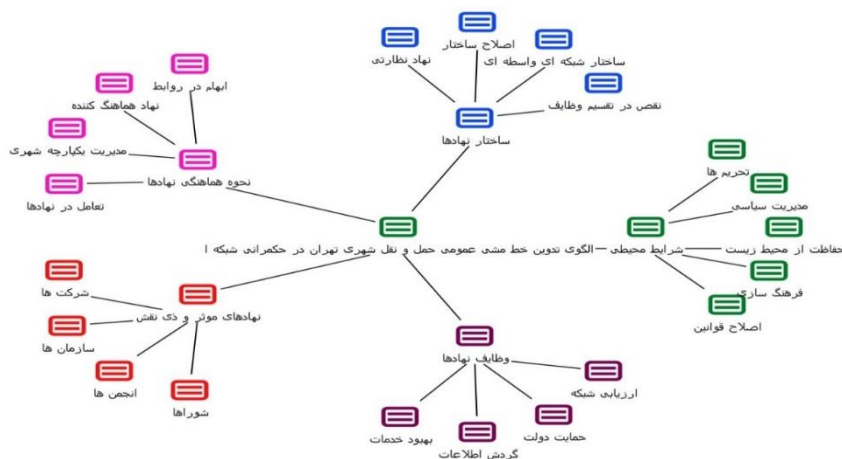 اصلاح ساختار
نهاد نظارتی
ساختار شبکه ای واسطه ای
نقص در تقسیم وظایف
ساختار نهادها
ابهام در روابط
نهاد هماهنگ کننده
مدیریت یکپارچه شهری
نحوه هماهنگی نهادها
تعامل در نهادها
تحریم ها
مدیریت سیاسی
حفاظت از محیط زیست
شرایط محیطی
فرهنگ سازی
اصلاح قوانین
الگوی تدوین خط مشی عمومی حمل و نقل شهری تهران در حکمرانی شبکه ا
شرکت ها
نهادهای موثر و ذی نقش
سازمان ها
انجمن ها
شوراها
وظایف نهادها
ارزیابی شبکه
حمایت دولت
گردش اطلاعات
بهبود خدمات